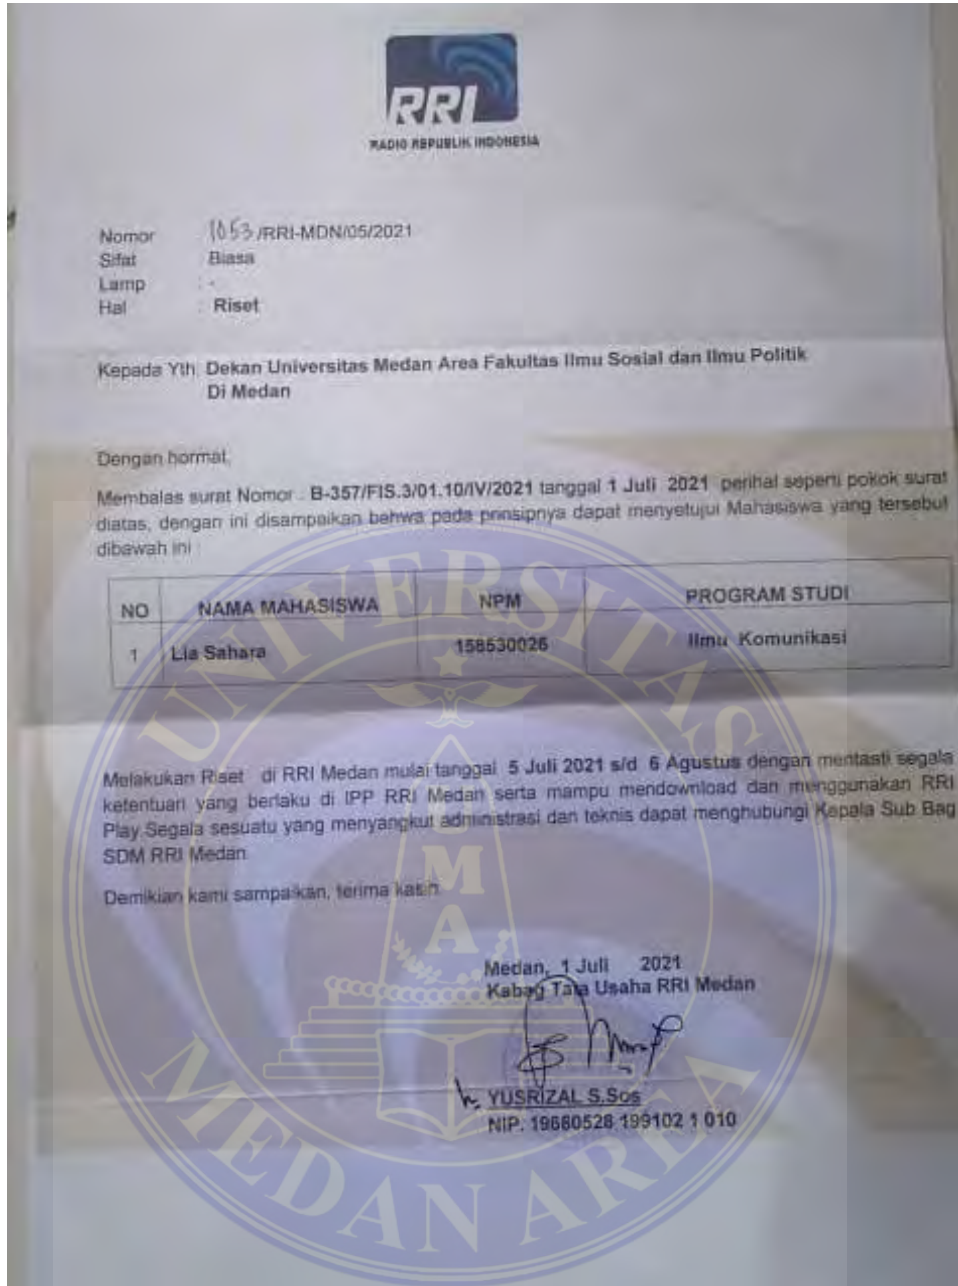 RRI
RADIO REPUBLIK INDONESIA
Nomor 1053/RRI-MDN/05/2021
Sifat Biasa
Lamp : -
Hal : Riset
Kepada Yth. Dekan Universitas Medan Area Fakultas Ilmu Sosial dan Ilmu Politik
Di Medan
Dengan hormat,
Membalas surat Nomor : B-357/FIS.3/01.10/IV/2021 tanggal 1 Juli 2021 perihal seperti pokok surat
diatas, dengan ini disampaikan bahwa pada prinsipnya dapat menyetujui Mahasiswa yang tersebut
dibawah ini :
NO NAMA MAHASISWA NPM PROGRAM STUDI
1 Lia Sahara 158530026 Ilmu Komunikasi
Melakukan Riset di RRI Medan mulai tanggal 5 Juli 2021 s/d 6 Agustus dengan mentaati segala
ketentuan yang berlaku di IPP RRI Medan serta mampu mendownload dan menggunakan RRI
Play.Segala sesuatu yang menyangkut administrasi dan teknis dapat menghubungi Kepala Sub Bag
SDM RRI Medan.
Demikian kami sampaikan, terima kasih.
Medan, 1 Juli 2021
Kabag Tata Usaha RRI Medan
YUSRIZAL S.Sos
NIP. 19680528 199102 1 010
UNIVERSITAS
UMA
MEDAN AREA